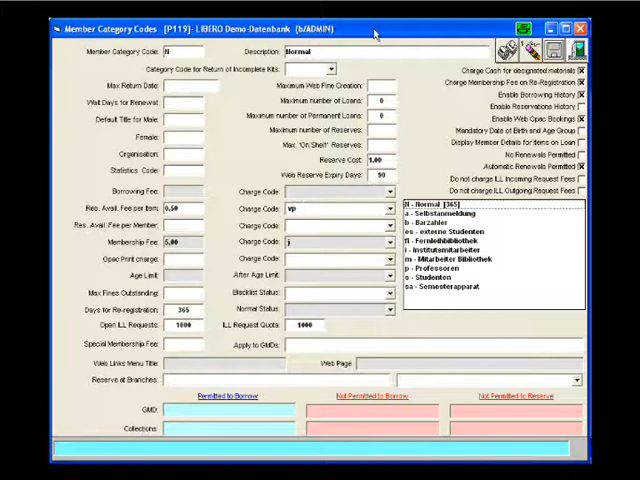 Member Category Codes [P119]- LIBERO Demo-Datenbank (b/ADMIN)
Member Category Code: N Description: Normal
Category Code for Return of Incomplete Kits:
Max Return Date: Maximum Web Fine Creation:
Wait Days for Renewal: Maximum number of Loans: 0
Default Title for Male: Maximum number of Permanent Loans: 0
Female: Maximum number of Reserves:
Organisation: Max. 'On Shelf' Reserves:
Statistics Code: Reserve Cost: 1,00
Web Reserve Expiry Days: 90
Borrowing Fee: Charge Code:
Res. Avail. Fee per Item: 0,50 Charge Code: vp
Res. Avail. Fee per Member: Charge Code:
Membership Fee: 5,00 Charge Code: j
Opac Print charge: Charge Code:
Age Limit: After Age Limit:
Max Fines Outstanding: Blacklist Status:
Days for Re-registration: 365 Normal Status:
Open ILL Requests: 1000 ILL Request Quota: 1000
Special Membership Fee: Apply to GMDs:
Web Links Menu Title: Web Page
Reserve at Branches:
Charge Cash for designated materials
Charge Membership Fee on Re-Registration
Enable Borrowing History
Enable Reservations History
Enable Web Opac Bookings
Mandatory Date of Birth and Age Group
Display Member Details for Items on Loan
No Renewals Permitted
Automatic Renewals Permitted
Do not charge ILL Incoming Request Fees
Do not charge ILL Outgoing Request Fees
N - Normal [365]
a - Selbstanmeldung
b - Barzahler
es - externe Studenten
fl - Fernleihbibliothek
i - Institutsmitarbeiter
m - Mitarbeiter Bibliothek
p - Professoren
s - Studenten
sa - Semesterapparat
Permitted to Borrow Not Permitted to Borrow Not Permitted to Reserve
GMD:
Collections: